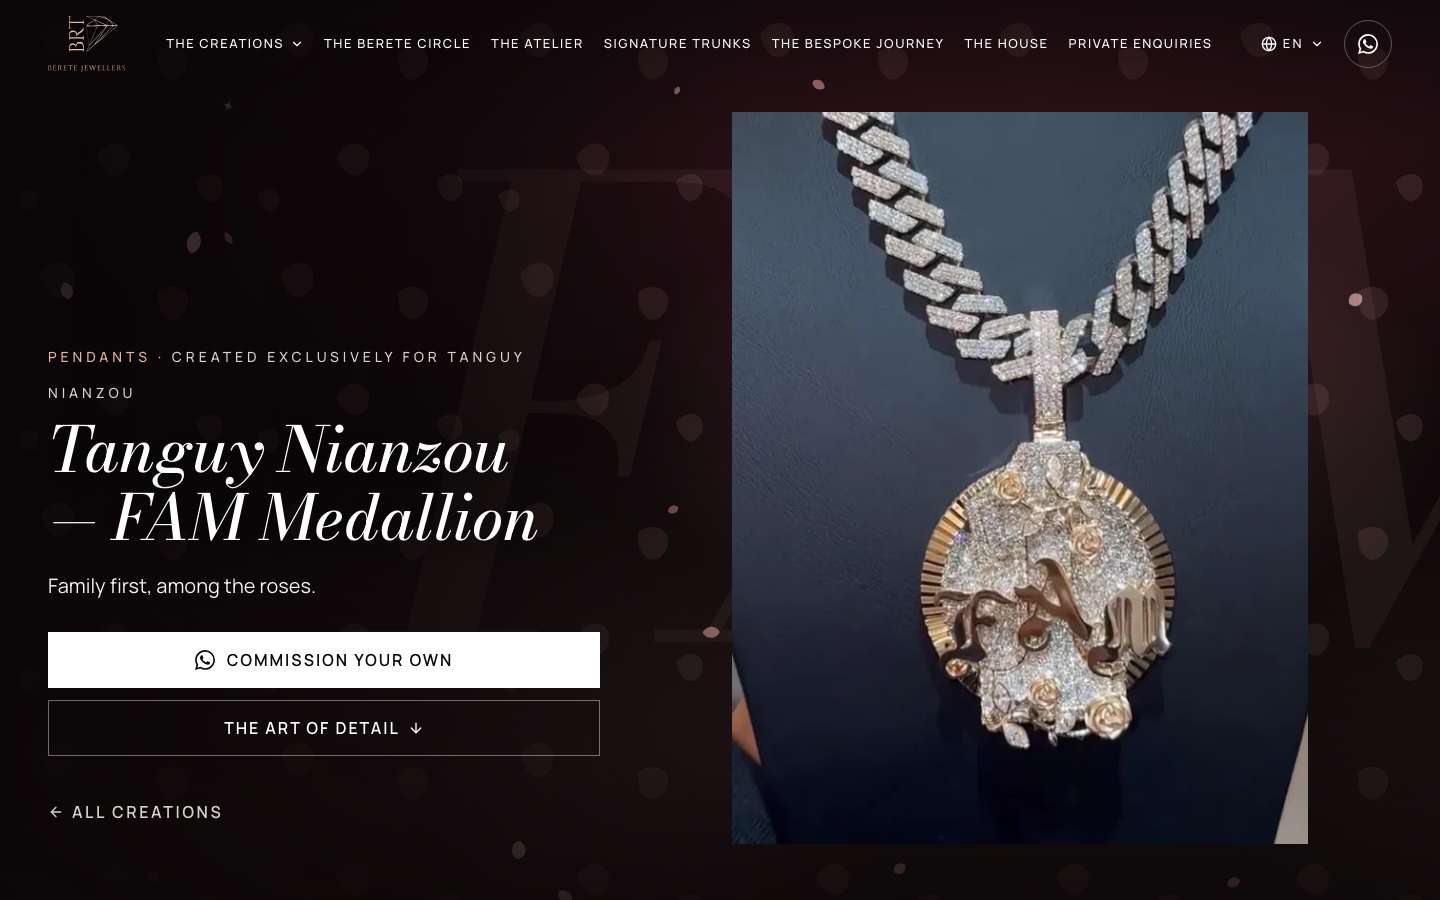 BRT
BERETE JEWELLERS
THE CREATIONS
THE BERETE CIRCLE
THE ATELIER
SIGNATURE TRUNKS
THE BESPOKE JOURNEY
THE HOUSE
PRIVATE ENQUIRIES
EN
PENDANTS · CREATED EXCLUSIVELY FOR TANGUY
NIANZOU
Tanguy Nianzou
— FAM Medallion
Family first, among the roses.
COMMISSION YOUR OWN
THE ART OF DETAIL ↓
← ALL CREATIONS
FAM